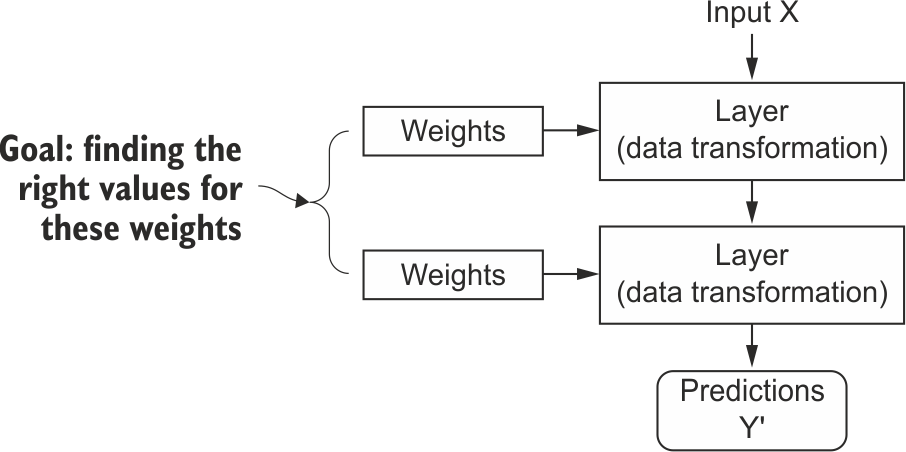 Input X
Weights
Layer
(data transformation)
Goal: finding the
right values for
these weights
Weights
Layer
(data transformation)
Predictions
Y'